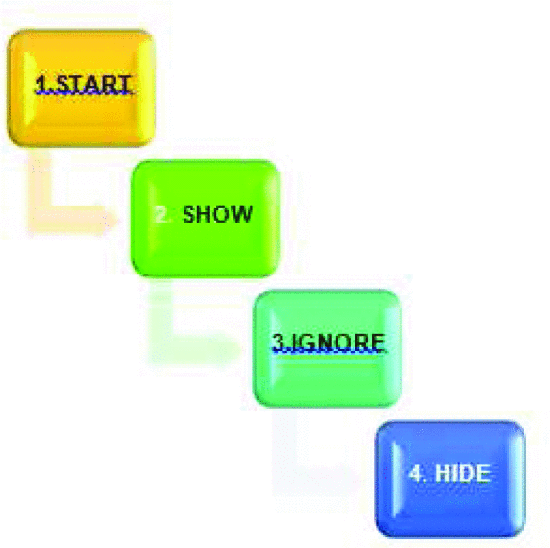 1.START
2. SHOW
3.IGNORE
4. HIDE